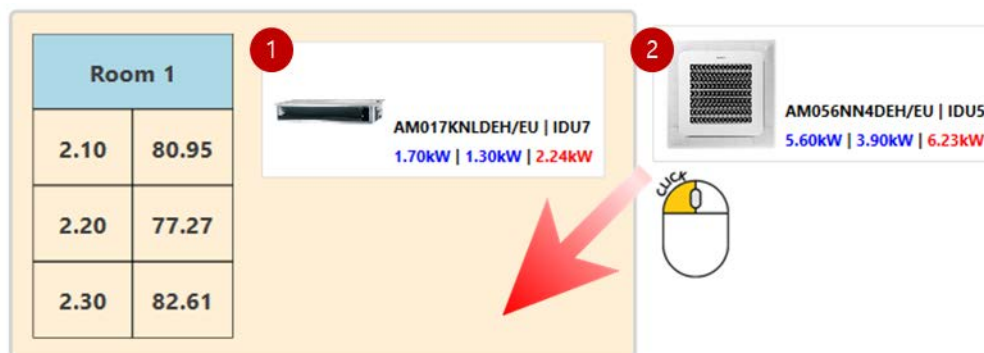 Room 1
2.10 80.95
2.20 77.27
2.30 82.61
1
AM017KNLDEH/EU | IDU7
1.70kW | 1.30kW | 2.24kW
2
AM056NN4DEH/EU | IDU5
5.60kW | 3.90kW | 6.23kW
CLICK